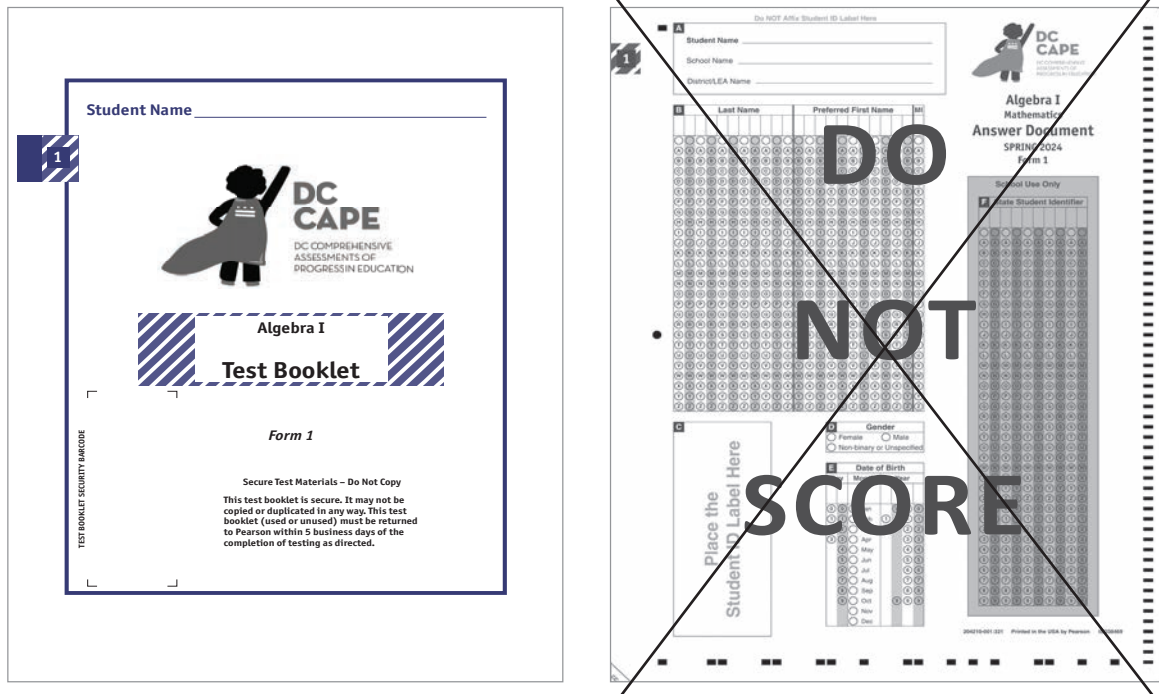 Student Name
1
DC
CAPE
DC COMPREHENSIVE
ASSESSMENTS OF
PROGRESS IN EDUCATION
Algebra I
Test Booklet
Form 1
TEST BOOKLET SECURITY BARCODE
Secure Test Materials – Do Not Copy
This test booklet is secure. It may not be
copied or duplicated in any way. This test
booklet (used or unused) must be returned
to Pearson within 5 business days of the
completion of testing as directed.
Do NOT Affix Student ID Label Here
A
Student Name
School Name
District/LEA Name
1
DC
CAPE
DC COMPREHENSIVE
ASSESSMENTS OF
PROGRESS IN EDUCATION
Algebra I
Mathematics
Answer Document
SPRING 2024
Form 1
B Last Name Preferred First Name MI
School Use Only
F State Student Identifier
DO
NOT
SCORE
C
Place the
Student ID Label Here
D Gender
Female Male
Non-binary or Unspecified
E Date of Birth
Apr
May
Jun
Jul
Aug
Sep
Oct
Nov
Dec
Printed in the USA by Pearson